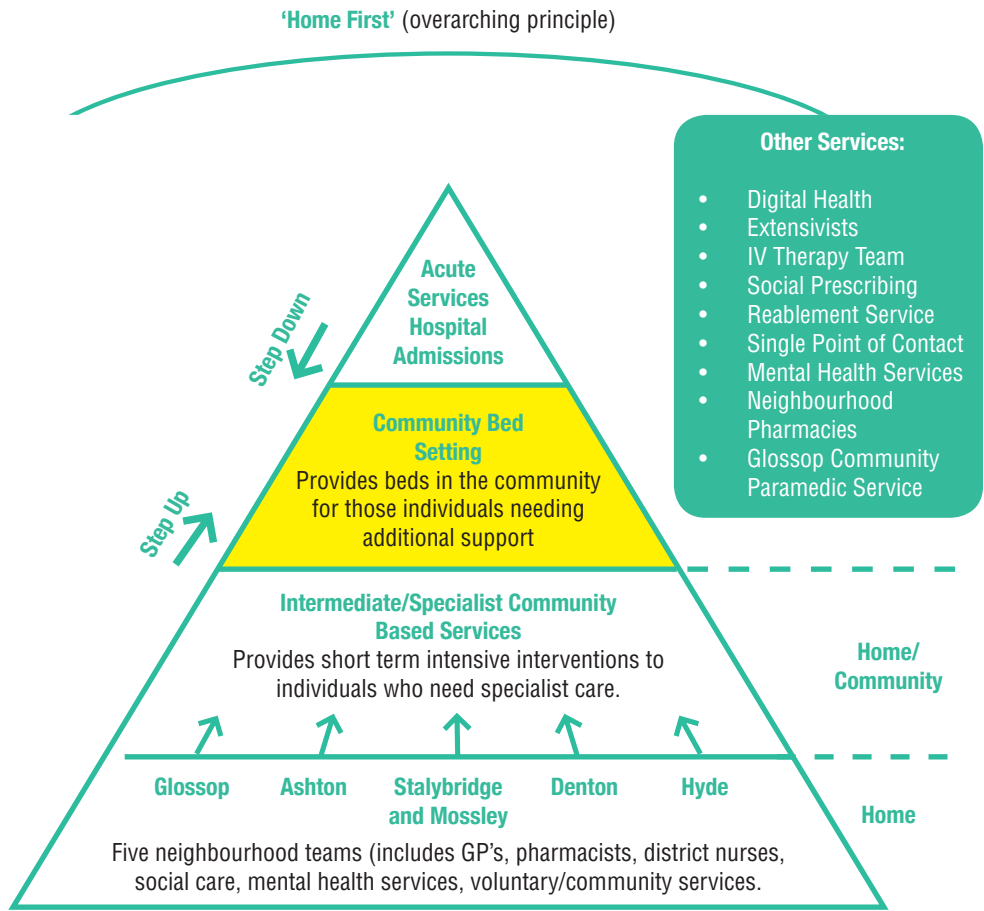 ‘Home First’ (overarching principle)
Other Services:
• Digital Health
• Extensivists
• IV Therapy Team
• Social Prescribing
• Reablement Service
• Single Point of Contact
• Mental Health Services
• Neighbourhood
Pharmacies
• Glossop Community
Paramedic Service
Acute
Services
Hospital
Admissions
Step Down
Community Bed
Setting
Provides beds in the community
for those individuals needing
additional support
Step Up
Intermediate/Specialist Community
Based Services
Provides short term intensive interventions to
individuals who need specialist care.
Home/
Community
Glossop
Ashton
Stalybridge
and Mossley
Denton
Hyde
Home
Five neighbourhood teams (includes GP’s, pharmacists, district nurses,
social care, mental health services, voluntary/community services.